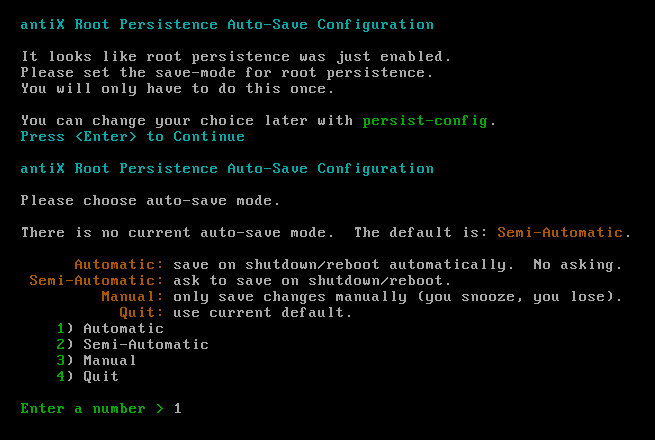 antiX Root Persistence Auto-Save Configuration
It looks like root persistence was just enabled.
Please set the save-mode for root persistence.
You will only have to do this once.
You can change your choice later with persist-config.
Press <Enter> to Continue
antiX Root Persistence Auto-Save Configuration
Please choose auto-save mode.
There is no current auto-save mode.  The default is: Semi-Automatic.
Automatic: save on shutdown/reboot automatically.  No asking.
Semi-Automatic: ask to save on shutdown/reboot.
Manual: only save changes manually (you snooze, you lose).
Quit: use current default.
1) Automatic
2) Semi-Automatic
3) Manual
4) Quit
Enter a number > 1